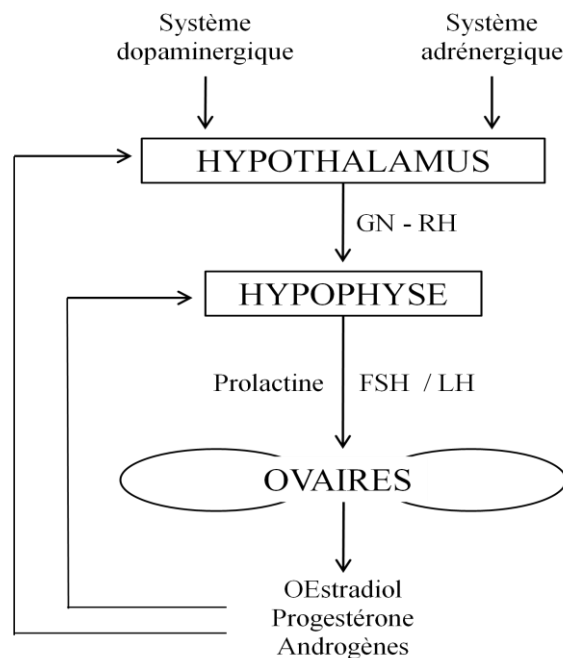 Système
dopaminergique
Système
adrénergique
HYPOTHALAMUS
GN - RH
HYPOPHYSE
Prolactine
FSH / LH
OVAIRES
OEstradiol
Progestérone
Androgènes